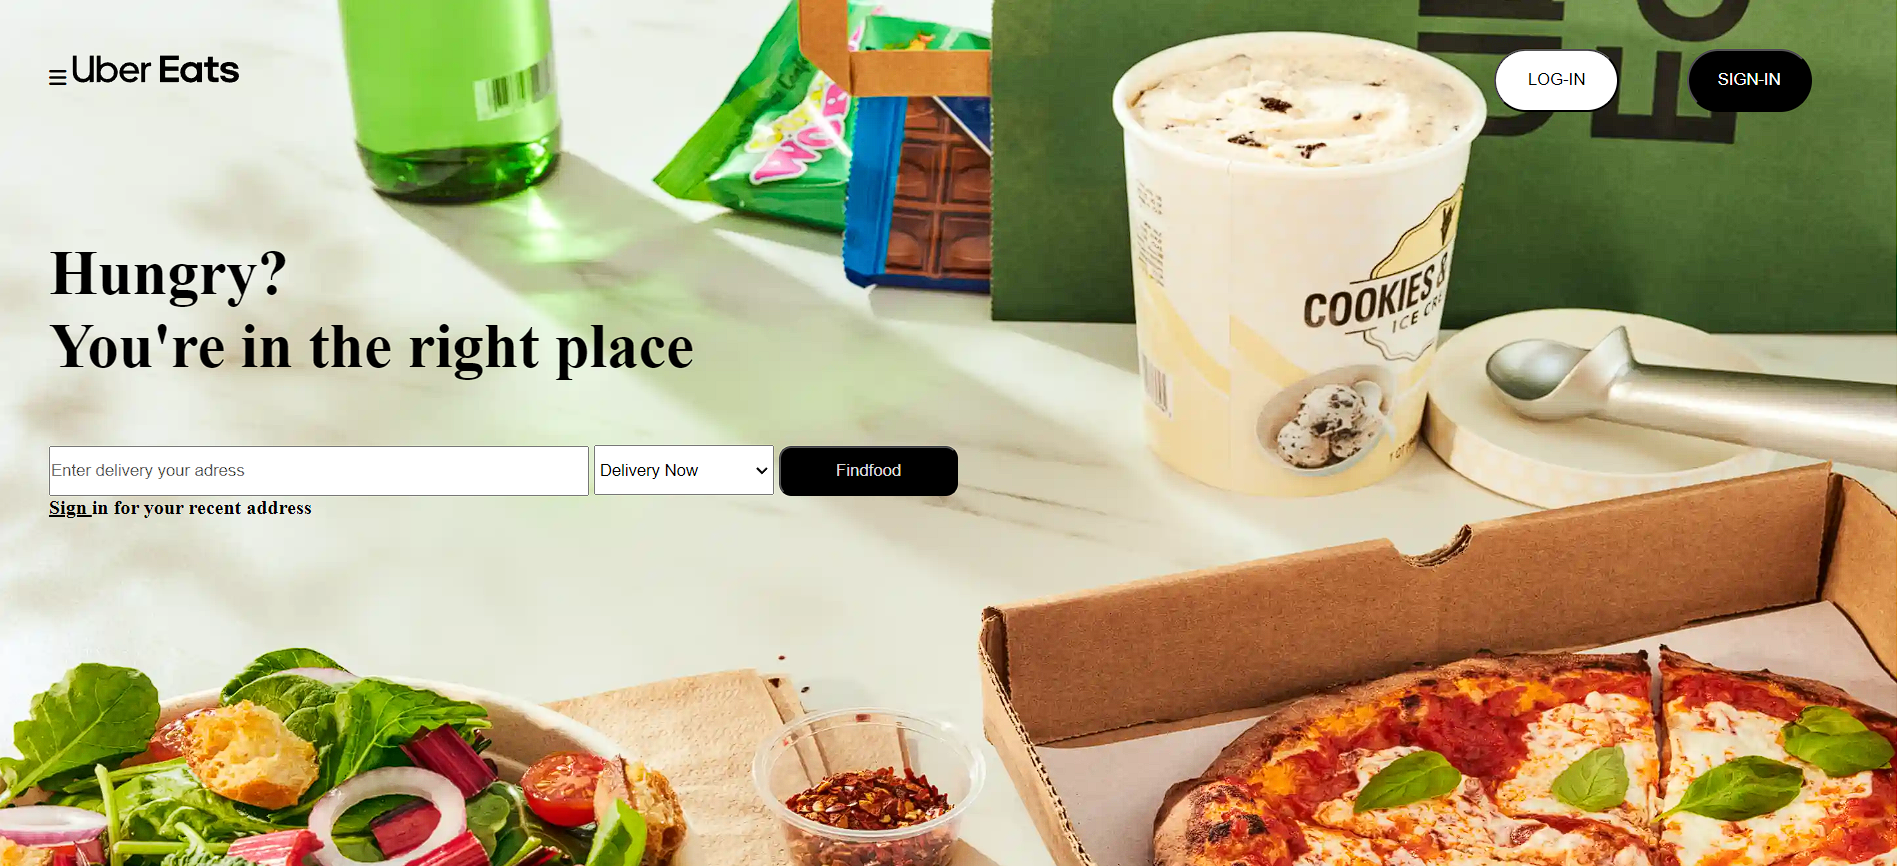 Uber Eats
LOG-IN
SIGN-IN
Hungry?
You're in the right place
Enter delivery your adress
Delivery Now
Findfood
Sign in for your recent address
COOKIES &
ICE CRE